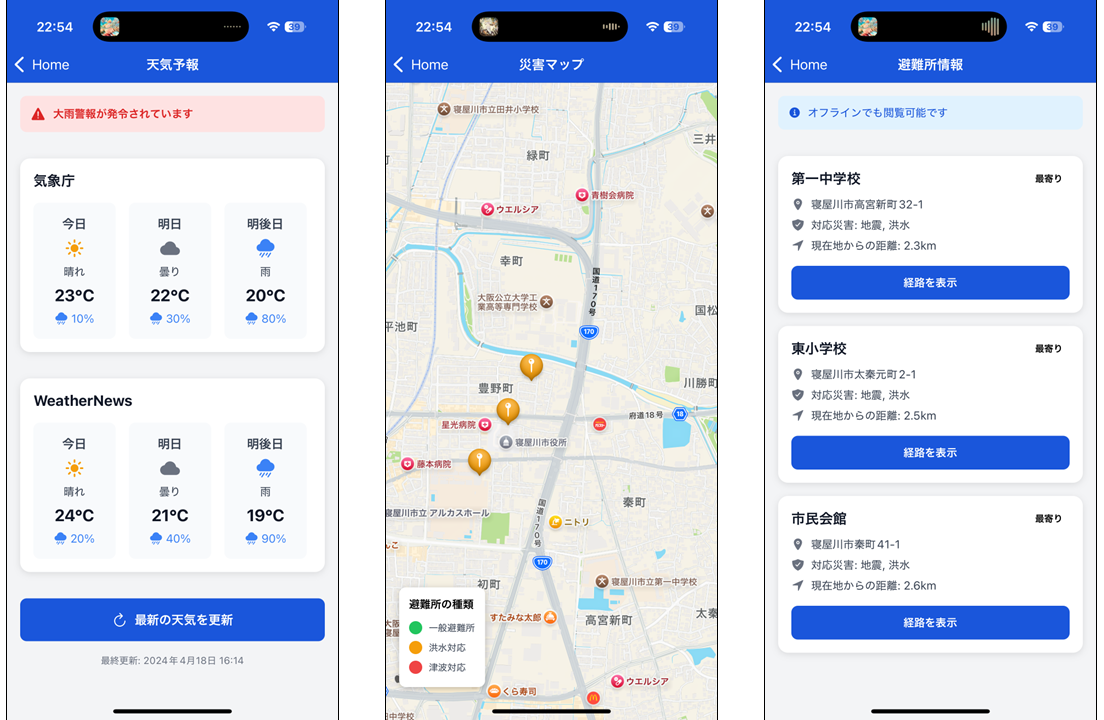 22:54
39
Home
天気予報
大雨警報が発令されています
気象庁
今日
明日
明後日
晴れ
曇り
雨
23°C
22°C
20°C
10%
30%
80%
WeatherNews
今日
明日
明後日
晴れ
曇り
雨
24°C
21°C
19°C
20%
40%
90%
最新の天気を更新
最終更新: 2024年4月18日 16:14
22:54
39
Home
災害マップ
寝屋川市立田井小学校
三井
緑町
青樹会病院
ウエルシア
幸町
国道170号
大阪公立大学工
業高等専門学校
国松
平池町
170
豊野町
川勝町
府道18号
18
星光病院
寝屋川市役所
藤本病院
秦町
寝屋川市立 アルカスホール
国道170号
ニトリ
んこ
170
初町
寝屋川市立第一中学校
避難所の種類
一般避難所
洪水対応
津波対応
すたみな太郎
高宮新町
太秦
ウエルシア
くら寿司
中学校
22:54
39
Home
避難所情報
オフラインでも閲覧可能です
第一中学校
最寄り
寝屋川市高宮新町32-1
対応災害: 地震, 洪水
現在地からの距離: 2.3km
経路を表示
東小学校
最寄り
寝屋川市太秦元町2-1
対応災害: 地震, 洪水
現在地からの距離: 2.5km
経路を表示
市民会館
最寄り
寝屋川市秦町41-1
対応災害: 地震, 洪水
現在地からの距離: 2.6km
経路を表示